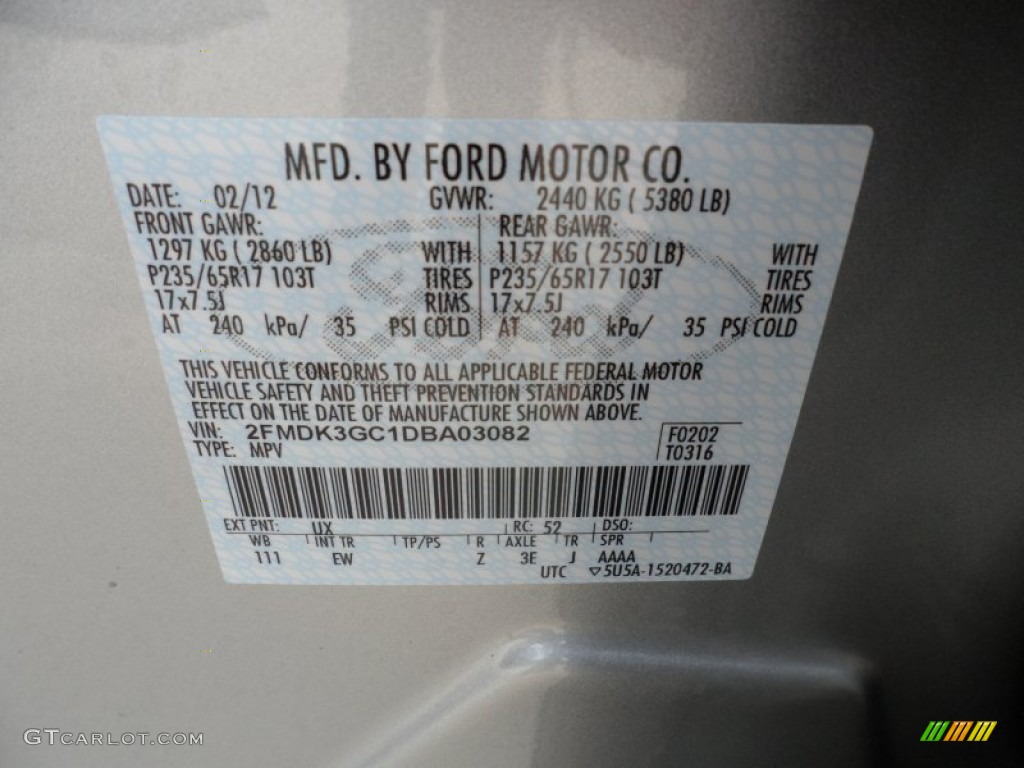 MFD. BY FORD MOTOR CO.
DATE: 02/12 GVWR: 2440 KG ( 5380 LB)
FRONT GAWR: REAR GAWR:
1297 KG ( 2860 LB) WITH 1157 KG ( 2550 LB) WITH
P235/65R17 103T TIRES P235/65R17 103T TIRES
17x7.5J RIMS 17x7.5J RIMS
AT 240 kPa/ 35 PSI COLD AT 240 kPa/ 35 PSI COLD
THIS VEHICLE CONFORMS TO ALL APPLICABLE FEDERAL MOTOR
VEHICLE SAFETY AND THEFT PREVENTION STANDARDS IN
EFFECT ON THE DATE OF MANUFACTURE SHOWN ABOVE.
VIN: 2FMDK3GC1DBA03082 F0202
TYPE: MPV T0316
EXT PNT: UX RC: 52 DSO:
WB INT TR TP/PS R AXLE TR SPR
111 EW Z 3E J AAAA
UTC ▽5U5A-1520472-BA
GTCARLOT.COM